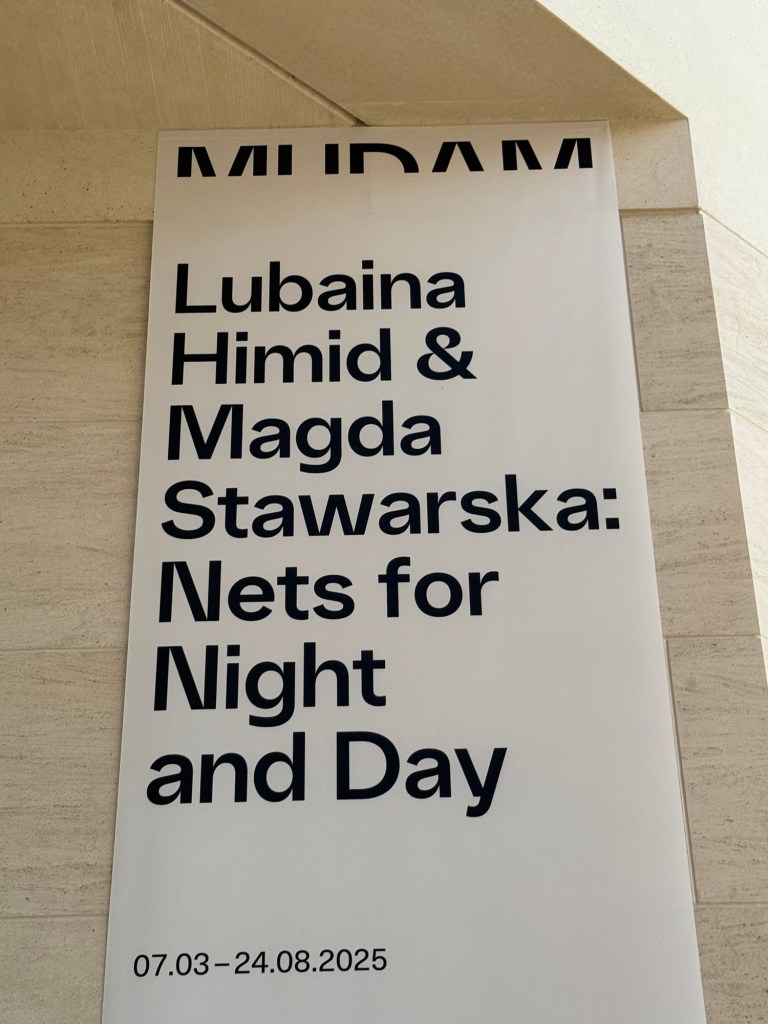 MUDAM
Lubaina
Himid &
Magda
Stawarska:
Nets for
Night
and Day
07.03–24.08.2025